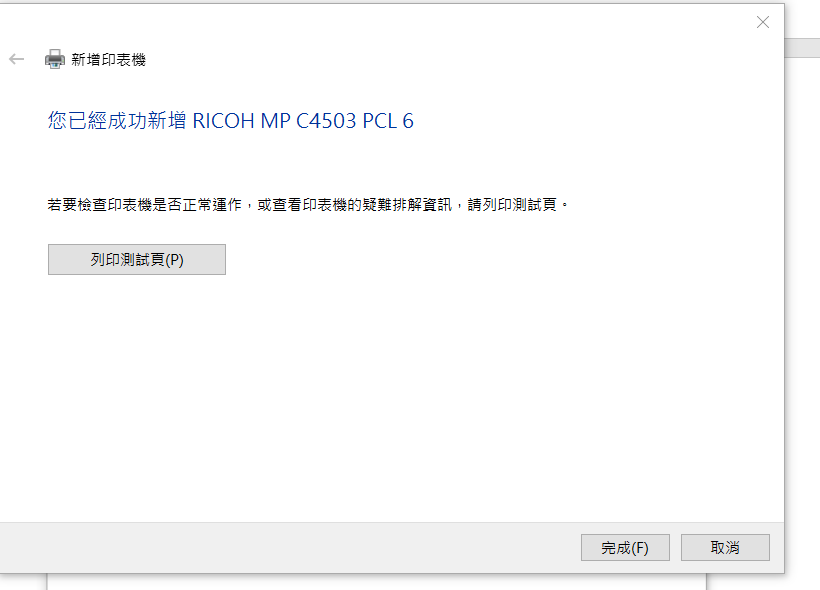 新增印表機
您已經成功新增 RICOH MP C4503 PCL 6
若要檢查印表機是否正常運作，或查看印表機的疑難排解資訊，請列印測試頁。
列印測試頁(P)
完成(F)
取消